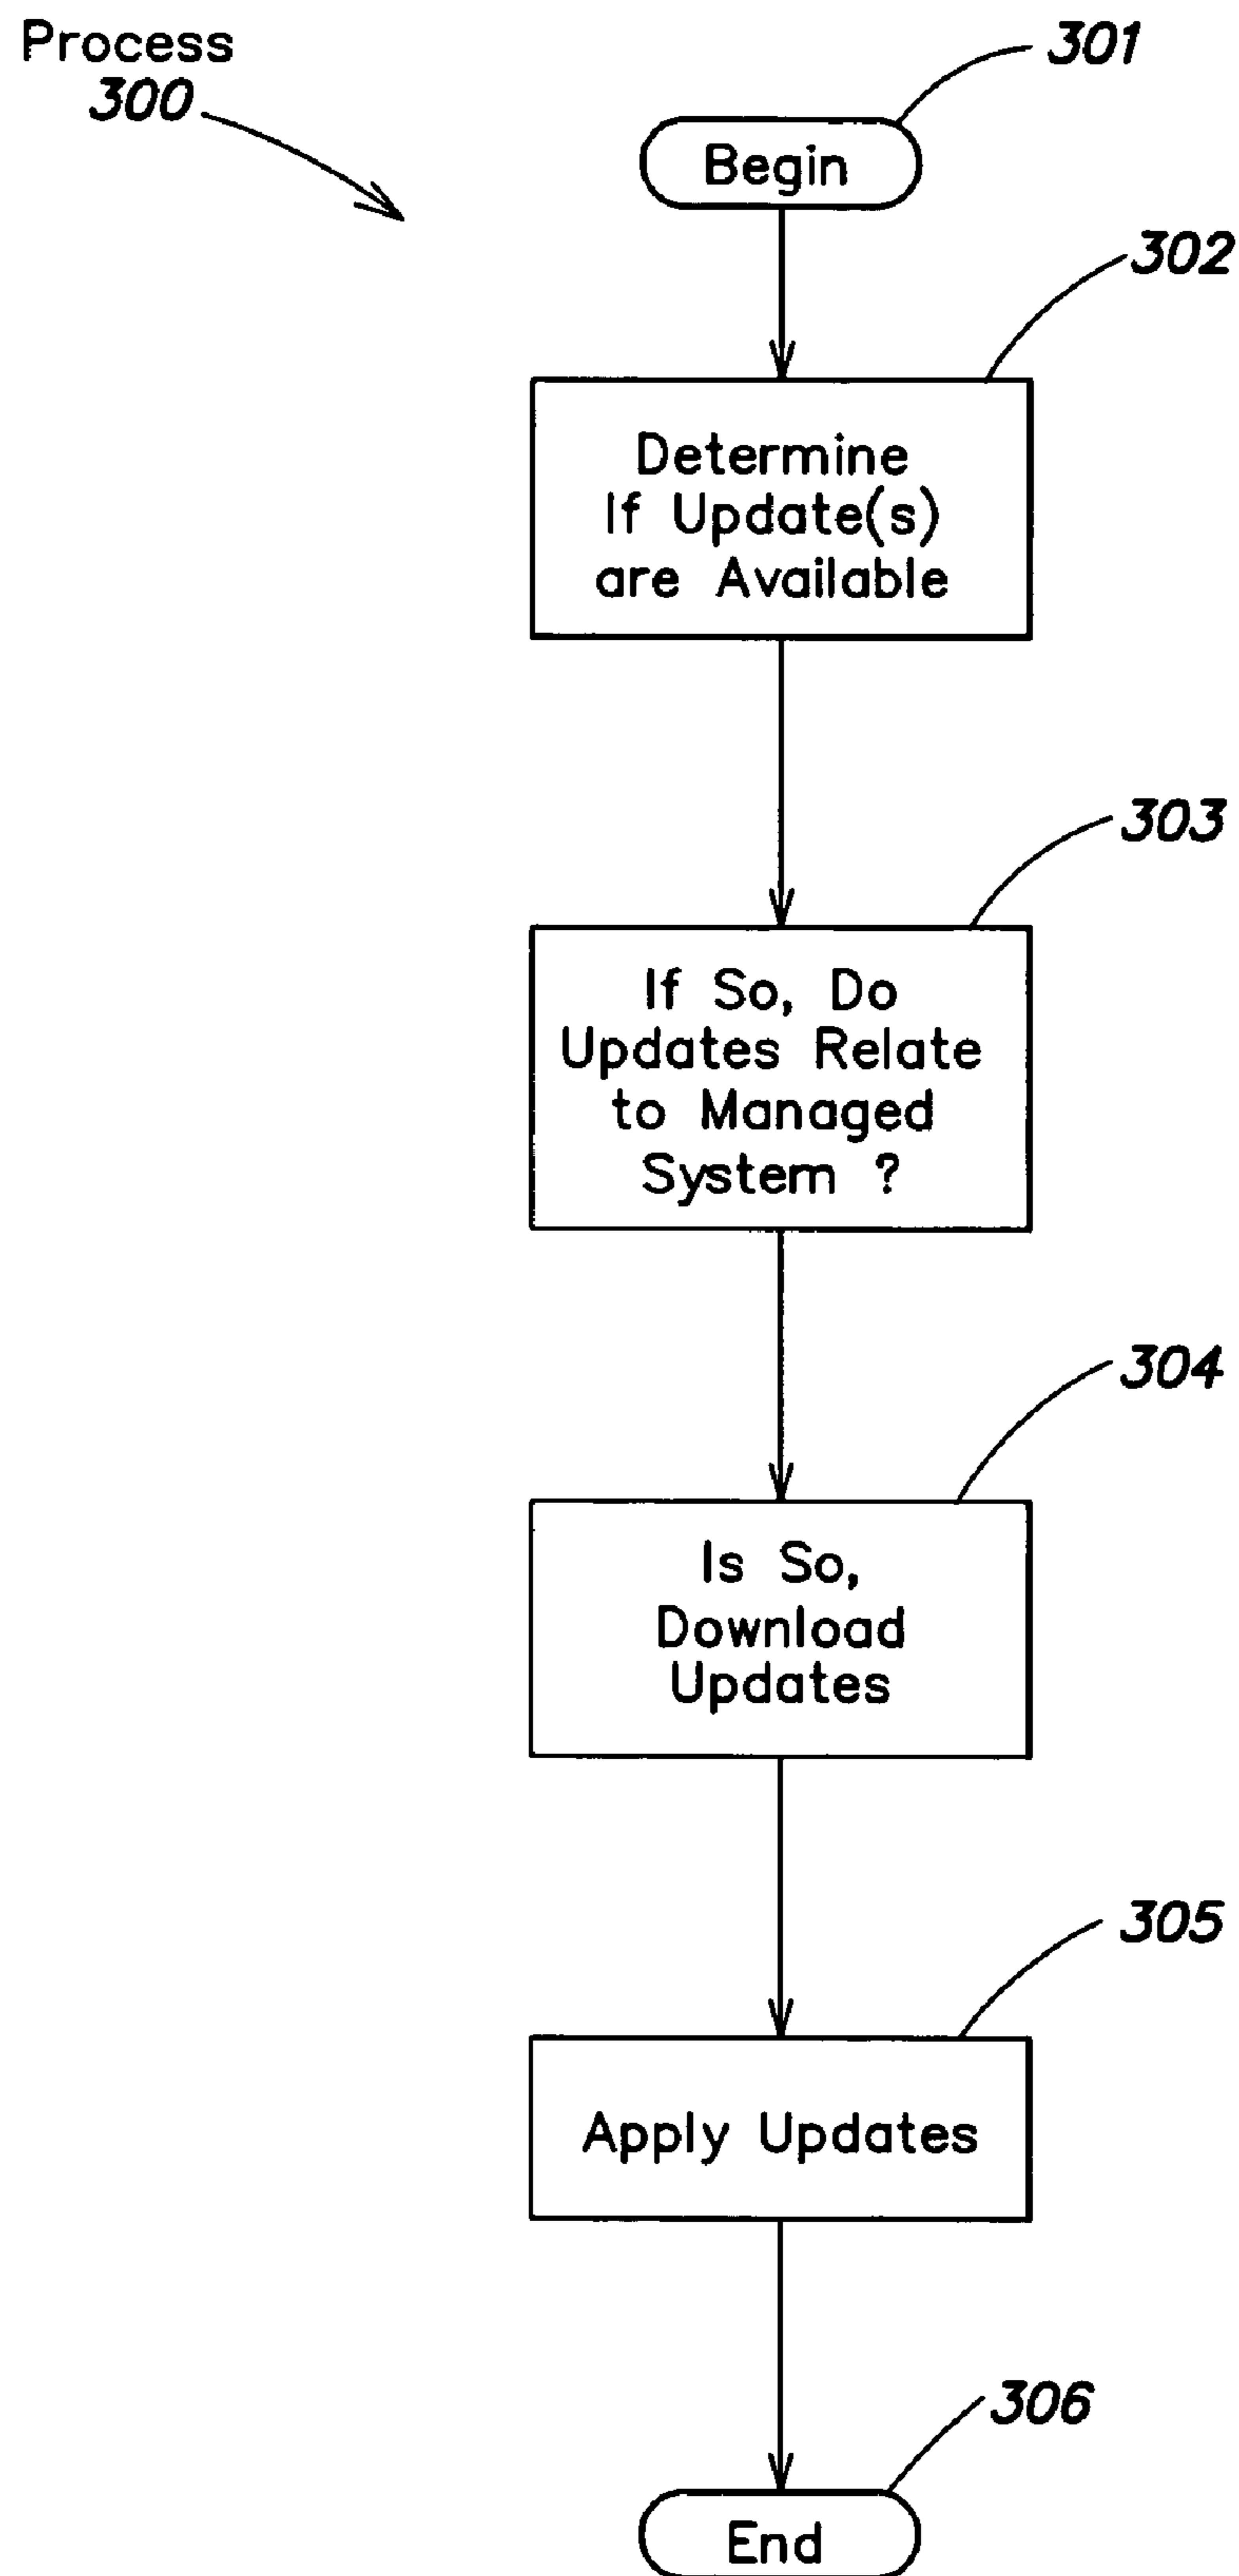 Process
300
301
Begin
302
Determine
If Update(s)
are Available
303
If So, Do
Updates Relate
to Managed
System ?
304
Is So,
Download
Updates
305
Apply Updates
306
End